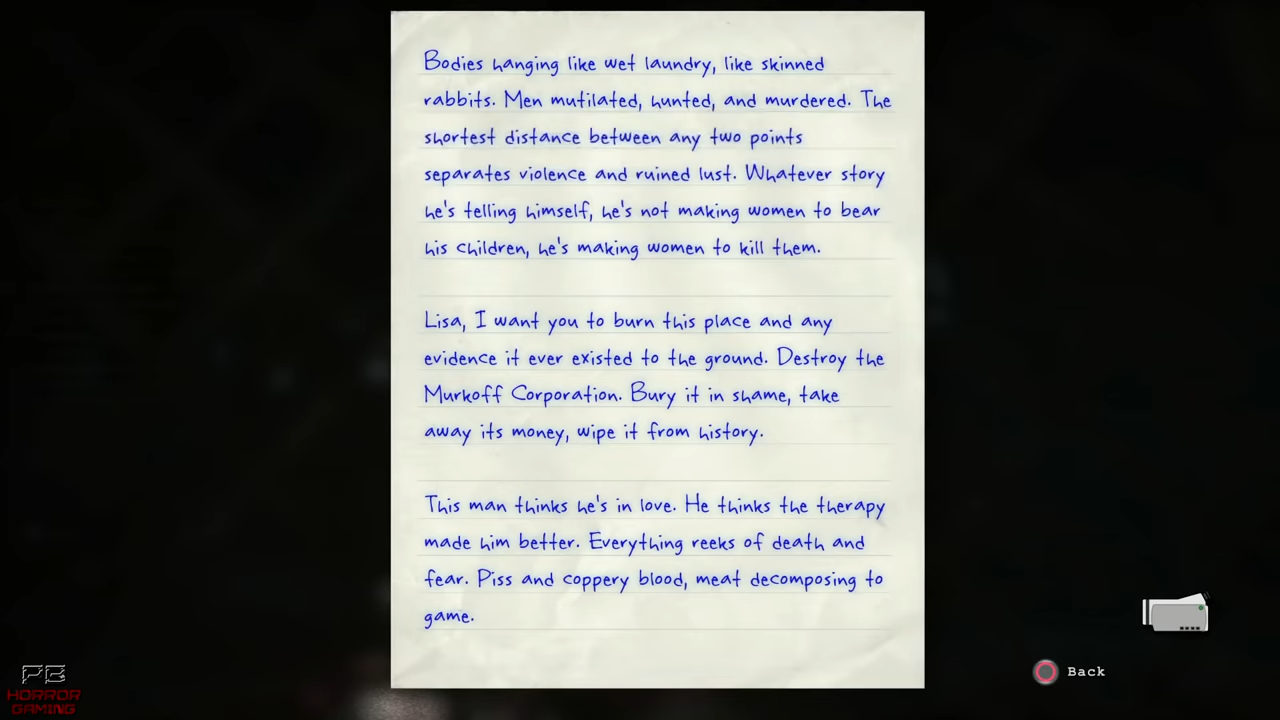 Bodies hanging like wet laundry, like skinned
rabbits. Men mutilated, hunted, and murdered. The
shortest distance between any two points
separates violence and ruined lust. Whatever story
he's telling himself, he's not making women to bear
his children, he's making women to kill them.
Lisa, I want you to burn this place and any
evidence it ever existed to the ground. Destroy the
Murkoff Corporation. Bury it in shame, take
away its money, wipe it from history.
This man thinks he's in love. He thinks the therapy
made him better. Everything reeks of death and
fear. Piss and coppery blood, meat decomposing to
game.
Back
PB
HORROR
GAMING